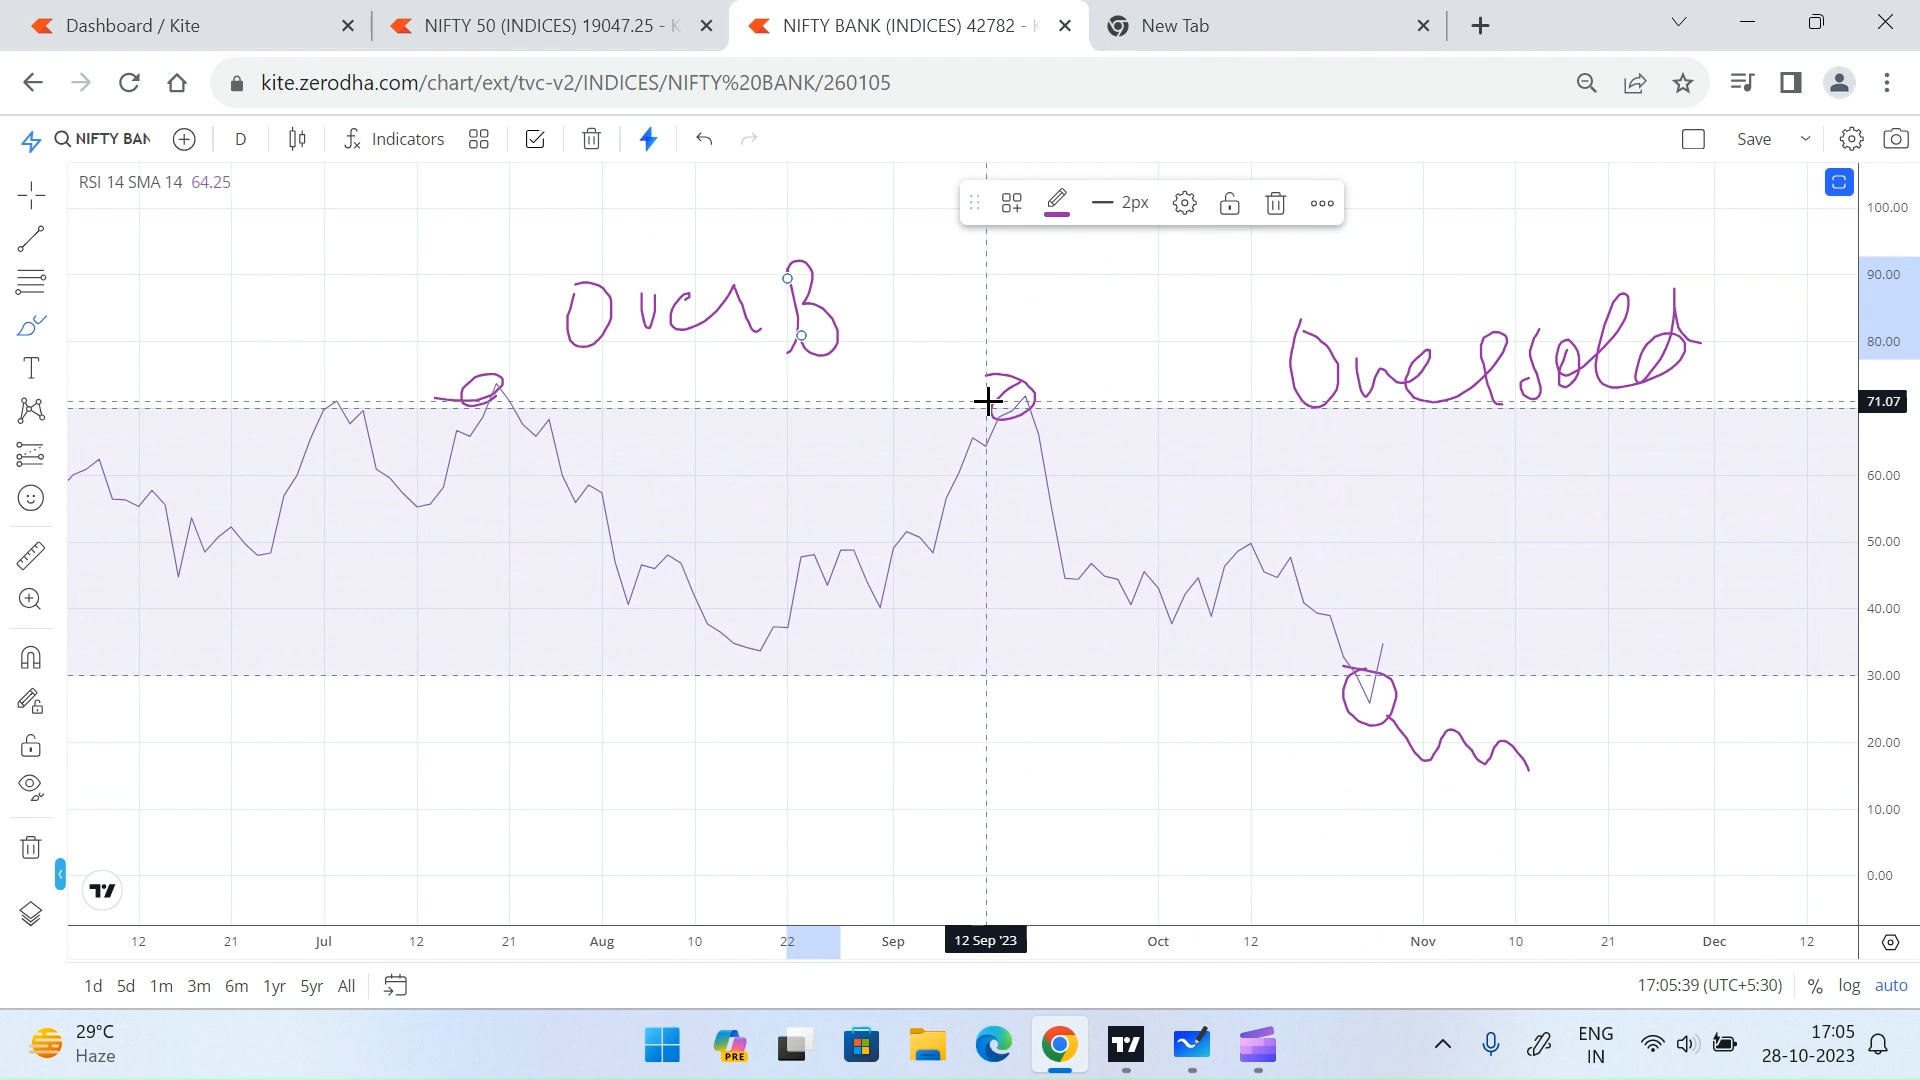 Dashboard / Kite
NIFTY 50 (INDICES) 19047.25 - K
NIFTY BANK (INDICES) 42782 - K
New Tab
kite.zerodha.com/chart/ext/tvc-v2/INDICES/NIFTY%20BANK/260105
NIFTY BAN
D
Indicators
Save
RSI 14 SMA 14 64.25
2px
100.00
90.00
80.00
71.07
60.00
50.00
40.00
30.00
20.00
10.00
0.00
Over B
Oversold
12 21 Jul 12 21 Aug 10 22 Sep 12 Sep '23 Oct 12 Nov 10 21 Dec 12
1d 5d 1m 3m 6m 1yr 5yr All
17:05:39 (UTC+5:30) % log auto
29°C
Haze
PRE
ENG
IN
17:05
28-10-2023